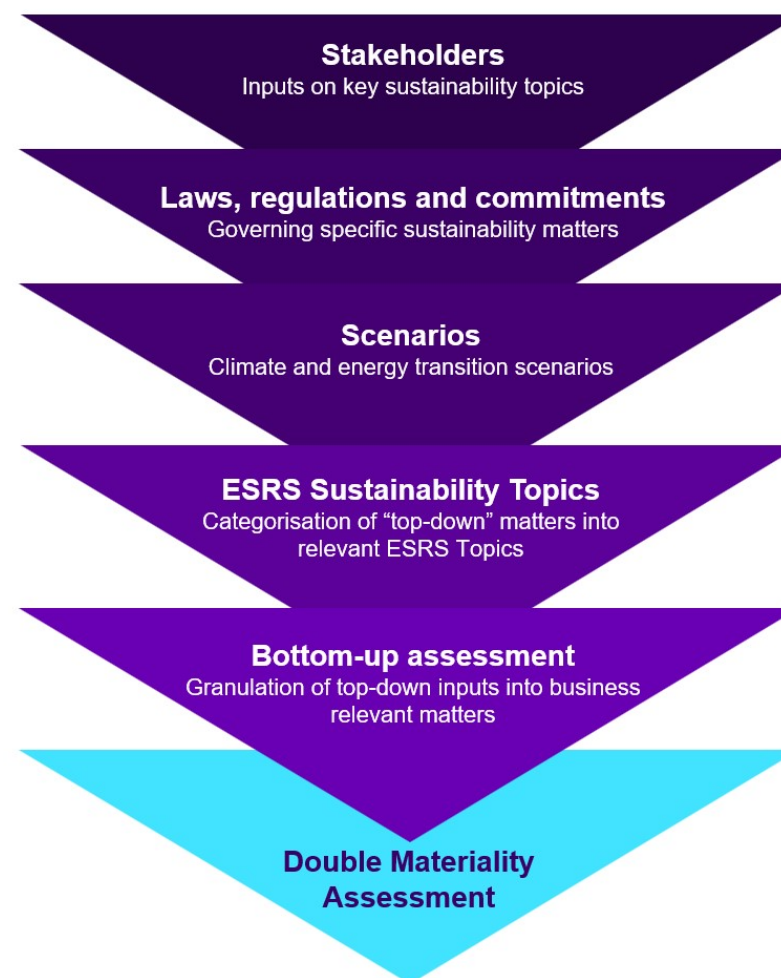 Stakeholders
Inputs on key sustainability topics
Laws, regulations and commitments
Governing specific sustainability matters
Scenarios
Climate and energy transition scenarios
ESRS Sustainability Topics
Categorisation of “top-down” matters into
relevant ESRS Topics
Bottom-up assessment
Granulation of top-down inputs into business
relevant matters
Double Materiality
Assessment